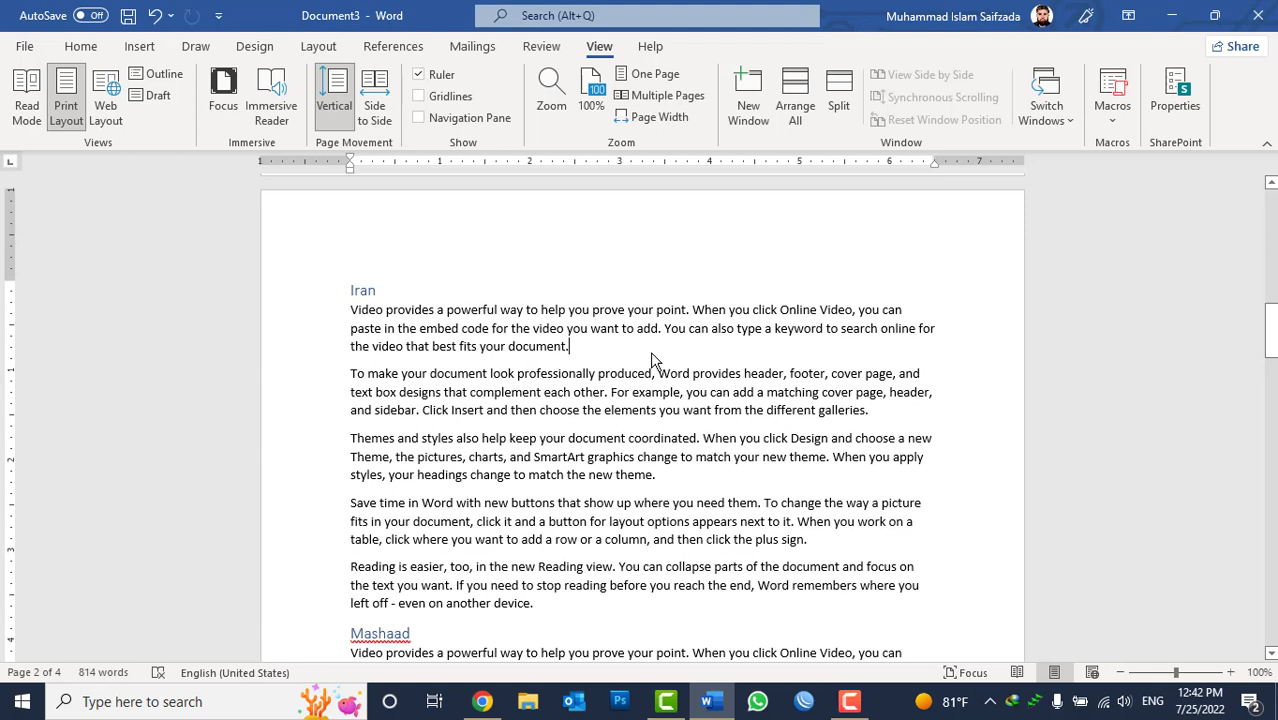 AutoSave Off Document3 - Word Search (Alt+Q) Muhammad Islam Saifzada
File Home Insert Draw Design Layout References Mailings Review View Help Share
Read Mode Print Layout Web Layout Outline Draft Focus Immersive Reader Vertical Side to Side Ruler Gridlines Navigation Pane Zoom 100 100% One Page Multiple Pages Page Width New Window Arrange All Split View Side by Side Synchronous Scrolling Reset Window Position Switch Windows Macros Properties
Views Immersive Page Movement Show Zoom Window Macros SharePoint
1 1 2 3 4 5 6 7
Iran
Video provides a powerful way to help you prove your point. When you click Online Video, you can
paste in the embed code for the video you want to add. You can also type a keyword to search online for
the video that best fits your document.
To make your document look professionally produced, Word provides header, footer, cover page, and
text box designs that complement each other. For example, you can add a matching cover page, header,
and sidebar. Click Insert and then choose the elements you want from the different galleries.
Themes and styles also help keep your document coordinated. When you click Design and choose a new
Theme, the pictures, charts, and SmartArt graphics change to match your new theme. When you apply
styles, your headings change to match the new theme.
Save time in Word with new buttons that show up where you need them. To change the way a picture
fits in your document, click it and a button for layout options appears next to it. When you work on a
table, click where you want to add a row or a column, and then click the plus sign.
Reading is easier, too, in the new Reading view. You can collapse parts of the document and focus on
the text you want. If you need to stop reading before you reach the end, Word remembers where you
left off - even on another device.
Mashaad
Video provides a powerful way to help you prove your point. When you click Online Video, you can
Page 2 of 4 814 words English (United States) Focus 100%
Type here to search 81°F ENG 12:42 PM
7/25/2022 2